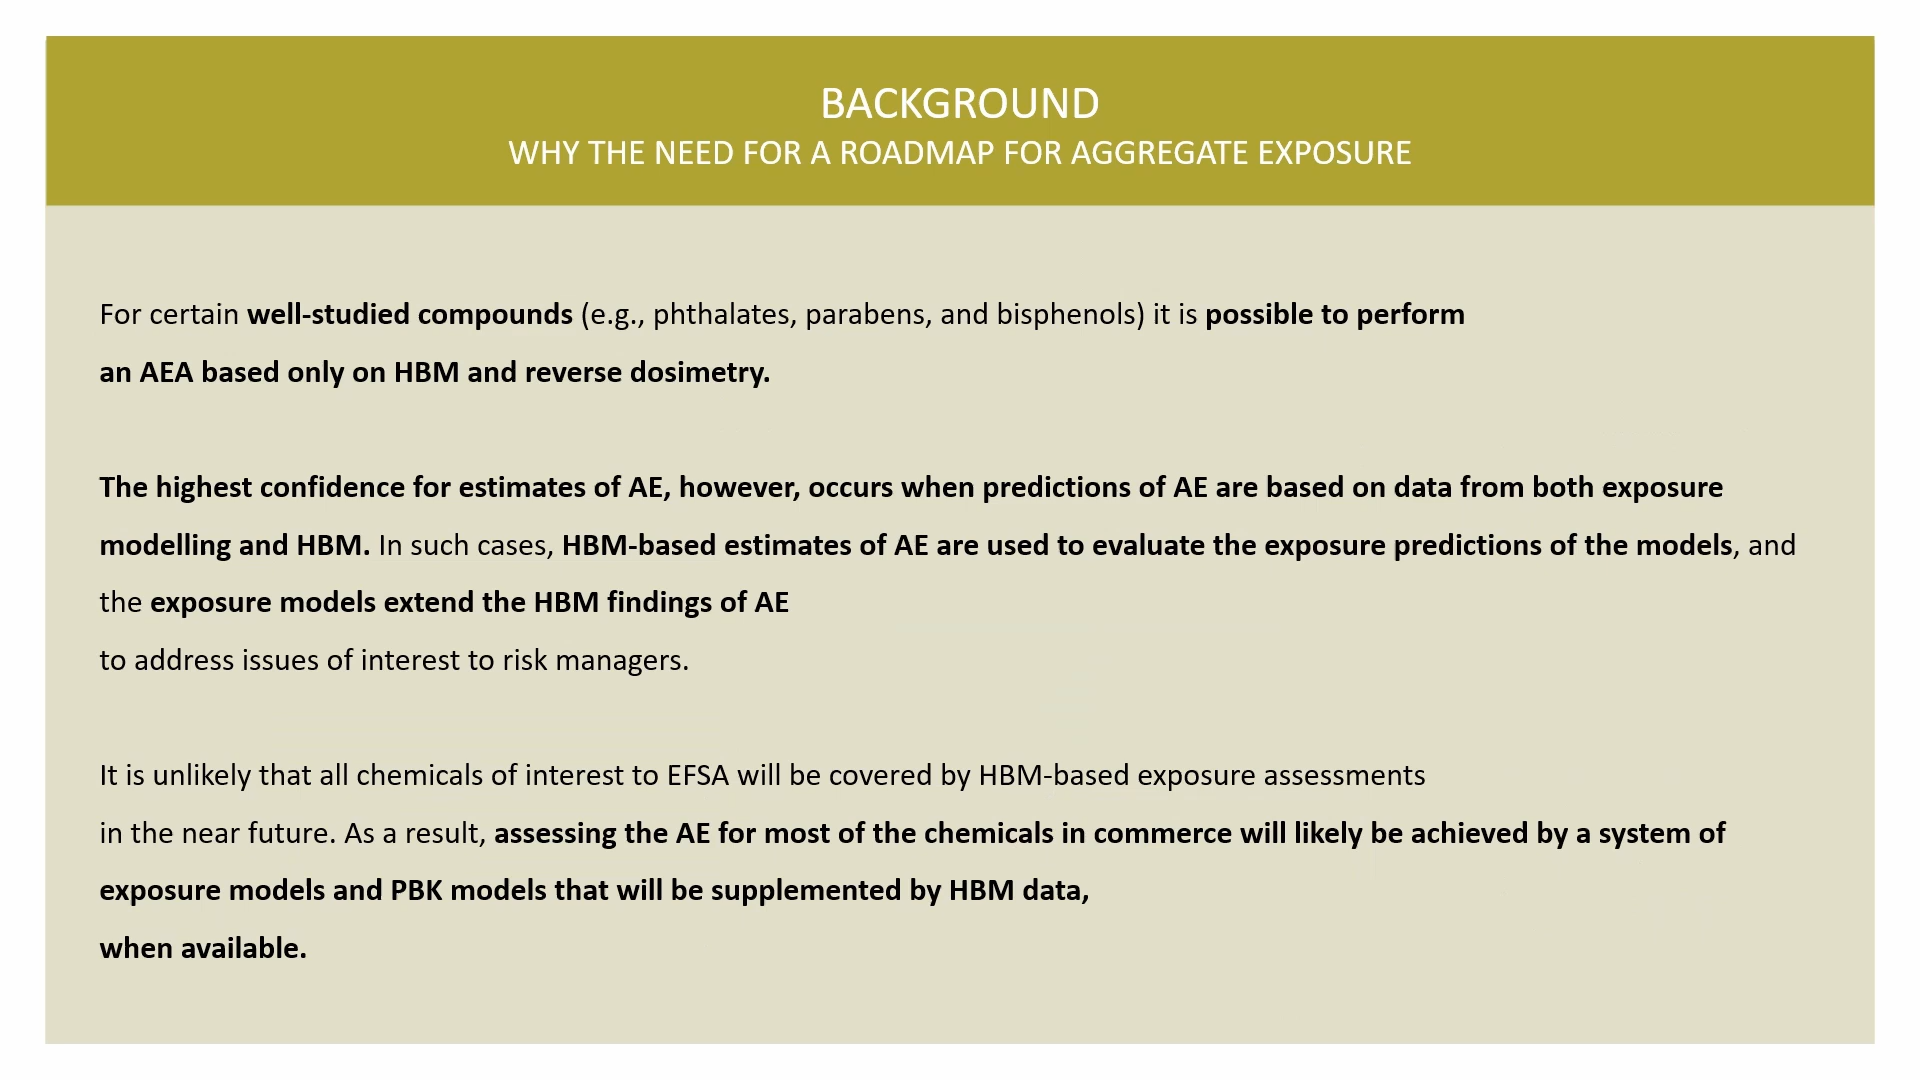 BACKGROUND
WHY THE NEED FOR A ROADMAP FOR AGGREGATE EXPOSURE
For certain well-studied compounds (e.g., phthalates, parabens, and bisphenols) it is possible to perform
an AEA based only on HBM and reverse dosimetry.
The highest confidence for estimates of AE, however, occurs when predictions of AE are based on data from both exposure
modelling and HBM. In such cases, HBM-based estimates of AE are used to evaluate the exposure predictions of the models, and
the exposure models extend the HBM findings of AE
to address issues of interest to risk managers.
It is unlikely that all chemicals of interest to EFSA will be covered by HBM-based exposure assessments
in the near future. As a result, assessing the AE for most of the chemicals in commerce will likely be achieved by a system of
exposure models and PBK models that will be supplemented by HBM data,
when available.